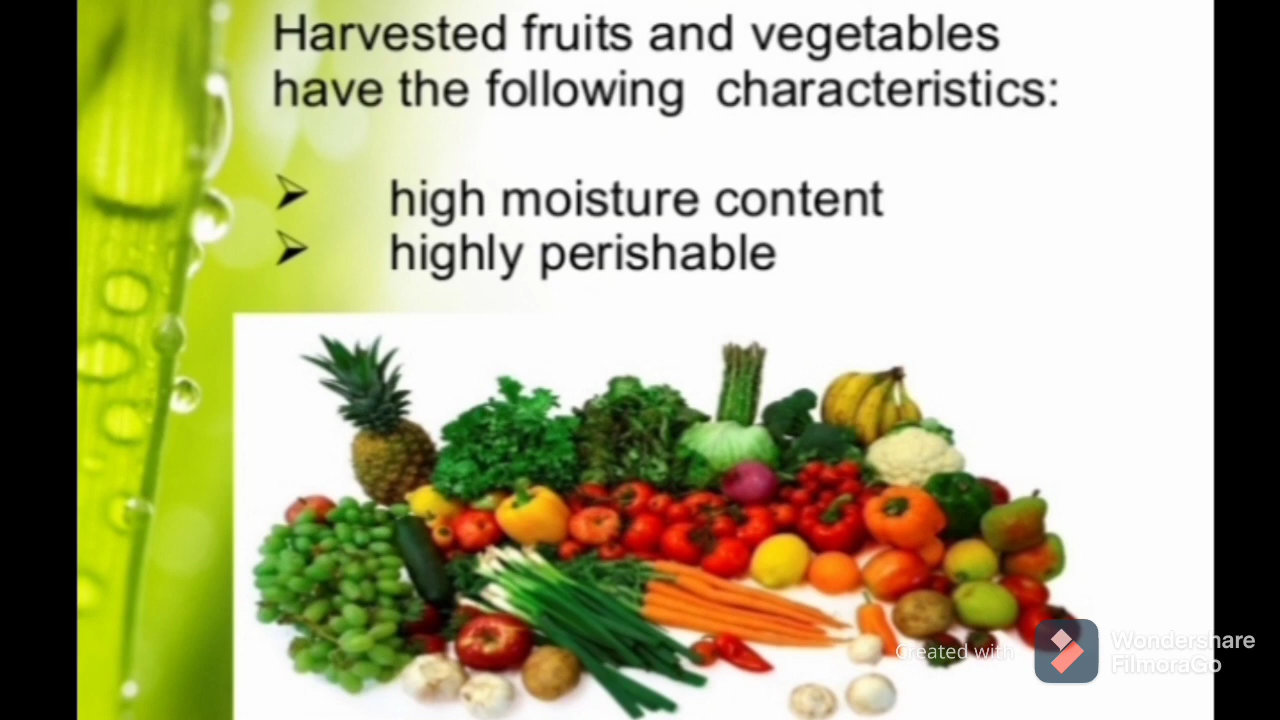 Harvested fruits and vegetables
have the following characteristics:
➢ high moisture content
➢ highly perishable
Created with
Wondershare
FilmoraGo